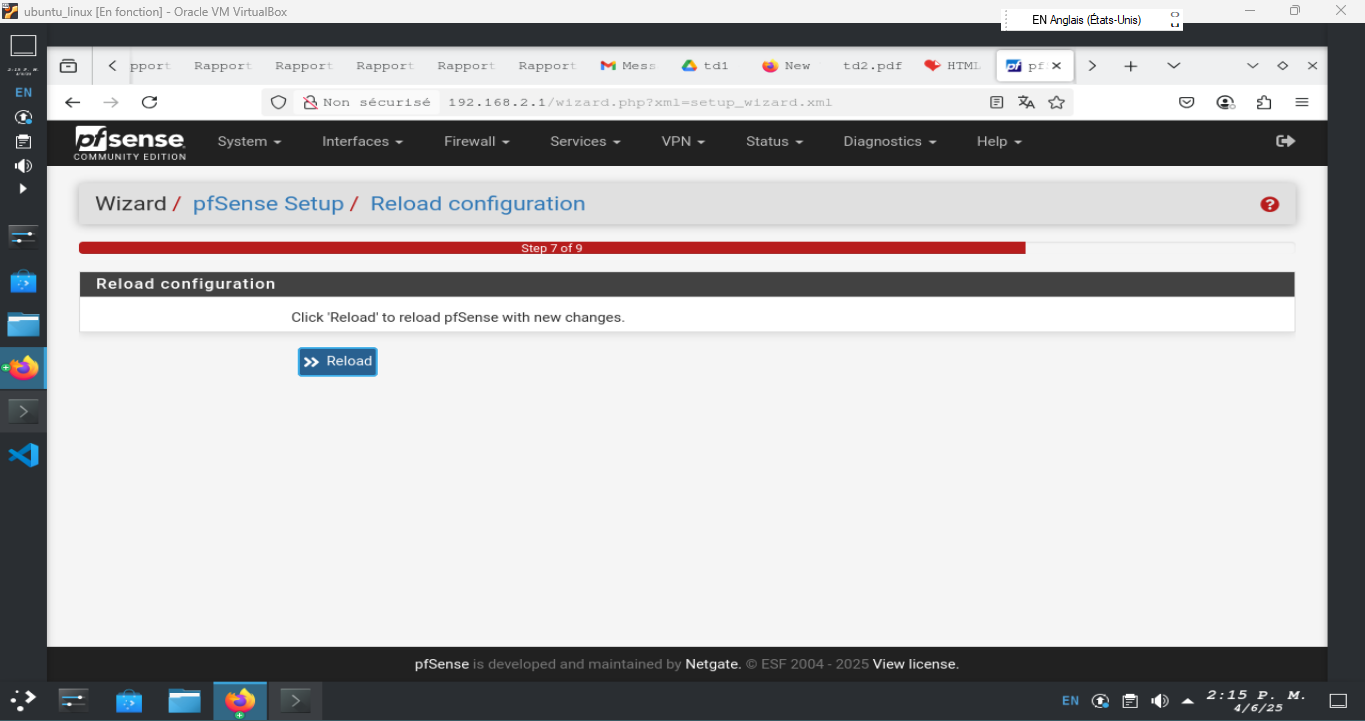 ubuntu_linux [En fonction] - Oracle VM VirtualBox
EN Anglais (États-Unis)
pport Rapport Rapport Rapport Rapport Rapport Mess td1 New td2.pdf HTML pf
EN
Non sécurisé 192.168.2.1/wizard.php?xml=setup_wizard.xml
pfsense
COMMUNITY EDITION
System Interfaces Firewall Services VPN Status Diagnostics Help
Wizard / pfSense Setup / Reload configuration
Step 7 of 9
Reload configuration
Click 'Reload' to reload pfSense with new changes.
Reload
pfSense is developed and maintained by Netgate. © ESF 2004 - 2025 View license.
EN
2:15 P. M.
4/6/25